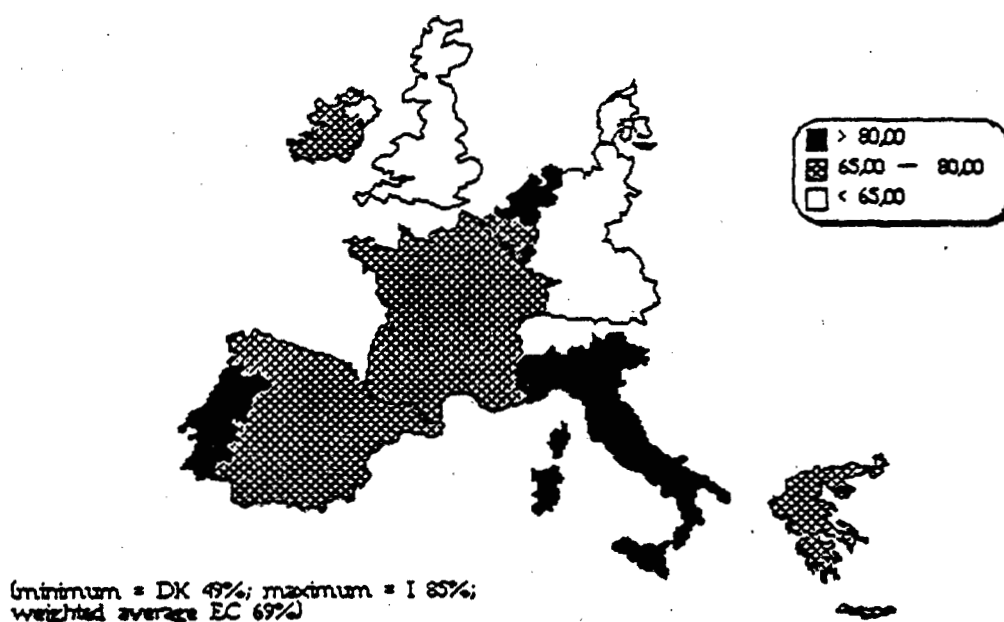 > 80,00
65,00 — 80,00
< 65,00
(minimum = DK 49%; maximum = I 85%;
weighted average EC 69%)